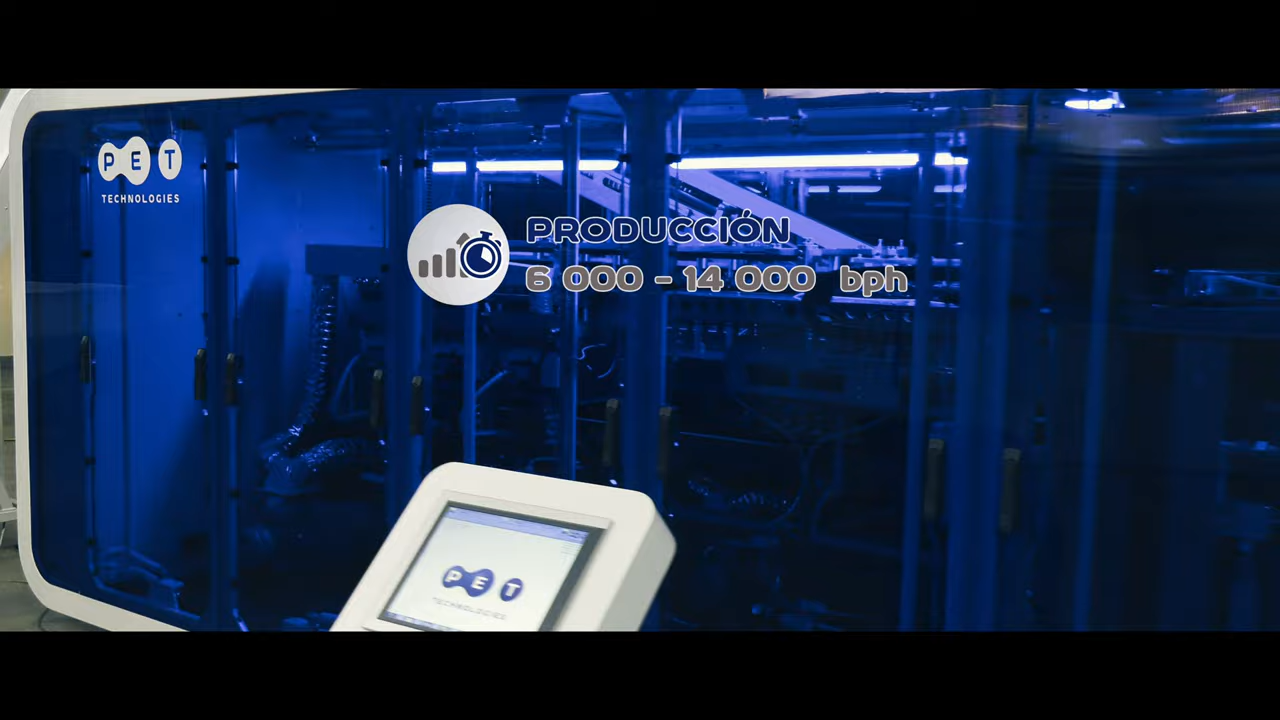 PET
TECHNOLOGIES
PRODUCCIÓN
6 000 - 14 000 bph
PET
TECHNOLOGIES